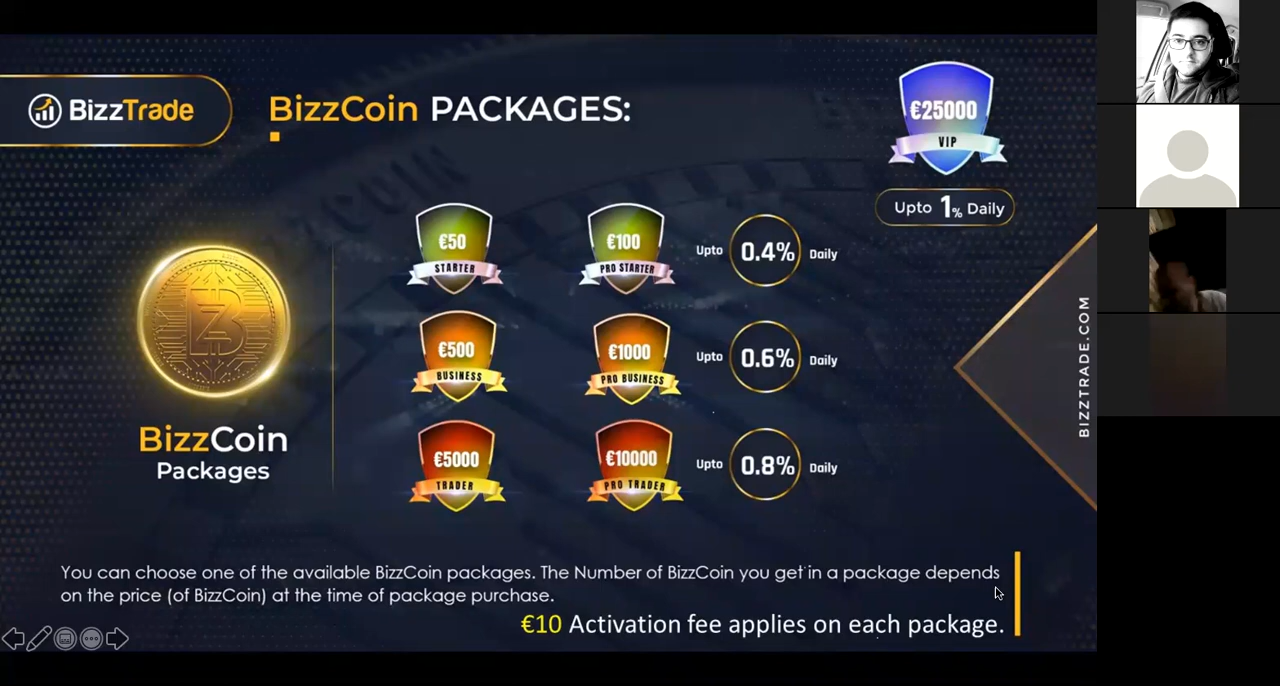 BizzTrade
BizzCoin PACKAGES:
€25000
VIP
Upto 1% Daily
€50
STARTER
€100
PRO STARTER
Upto 0.4% Daily
€500
BUSINESS
€1000
PRO BUSINESS
Upto 0.6% Daily
€5000
TRADER
€10000
PRO TRADER
Upto 0.8% Daily
BizzCoin
Packages
BIZZTRADE.COM
You can choose one of the available BizzCoin packages. The Number of BizzCoin you get in a package depends
on the price (of BizzCoin) at the time of package purchase.
€10 Activation fee applies on each package.